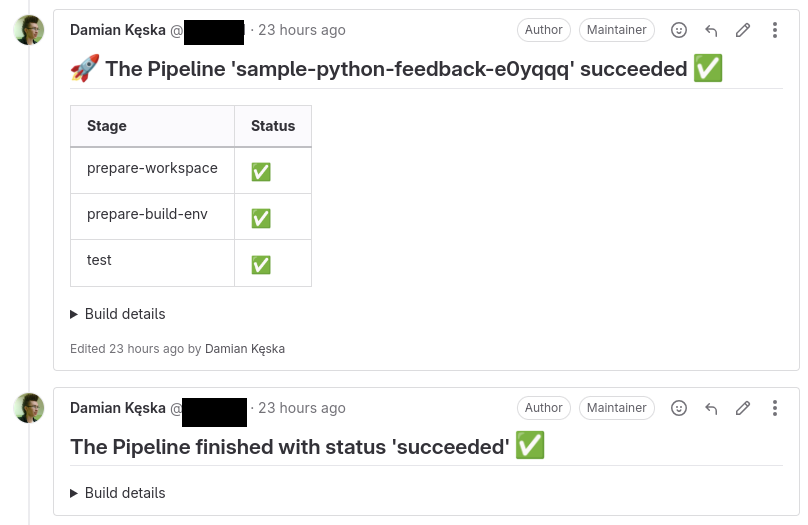 Damian Kęska @ · 23 hours ago Author Maintainer
🚀 The Pipeline 'sample-python-feedback-e0yqqq' succeeded ✅
Stage Status
prepare-workspace ✅
prepare-build-env ✅
test ✅
▶ Build details
Edited 23 hours ago by Damian Kęska
Damian Kęska @ · 23 hours ago Author Maintainer
The Pipeline finished with status 'succeeded' ✅
▶ Build details